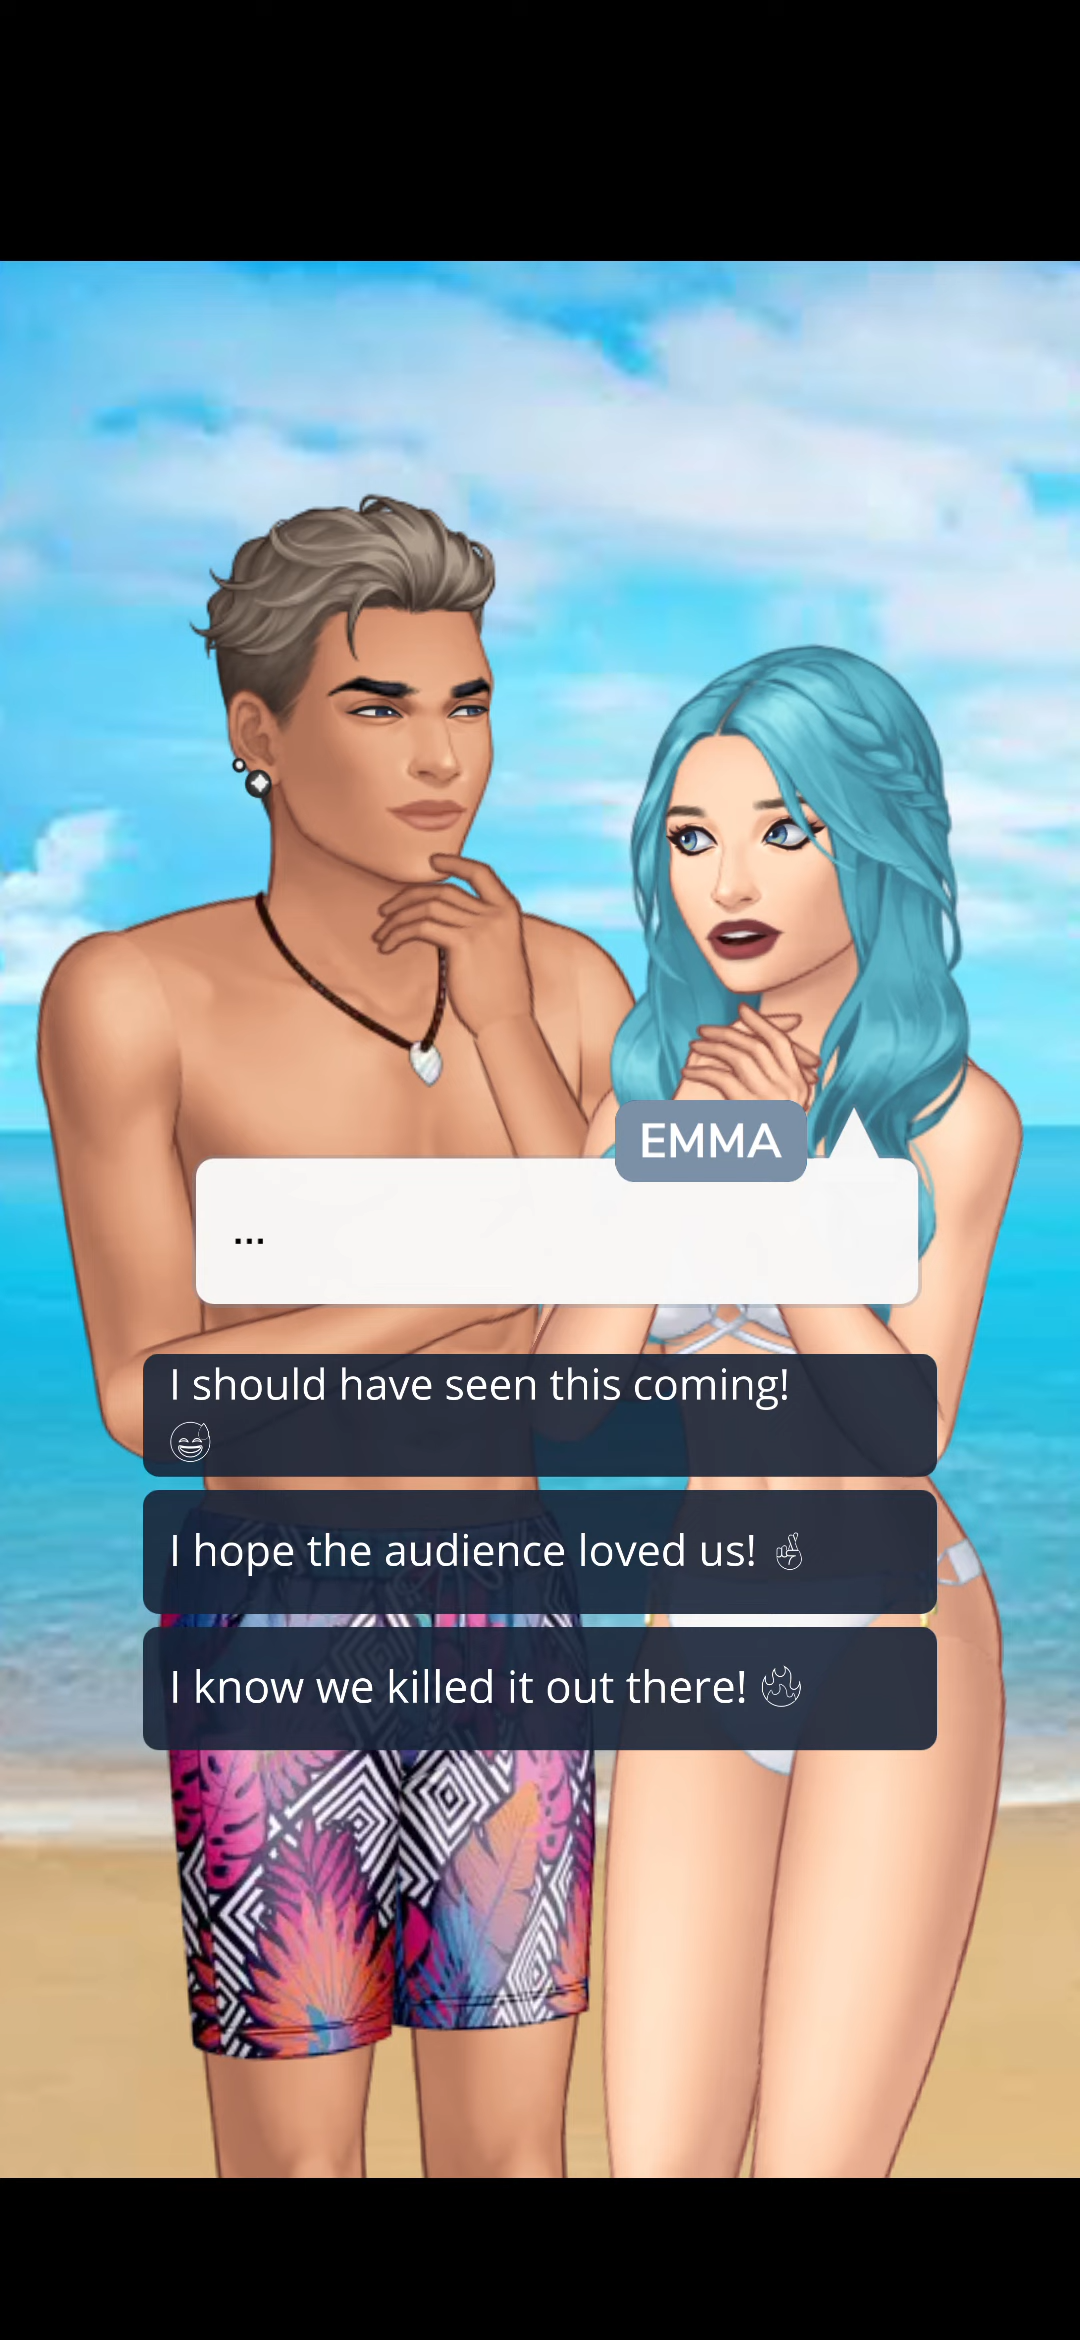 EMMA
...
I should have seen this coming!
😅
I hope the audience loved us! 🤞
I know we killed it out there! 🔥